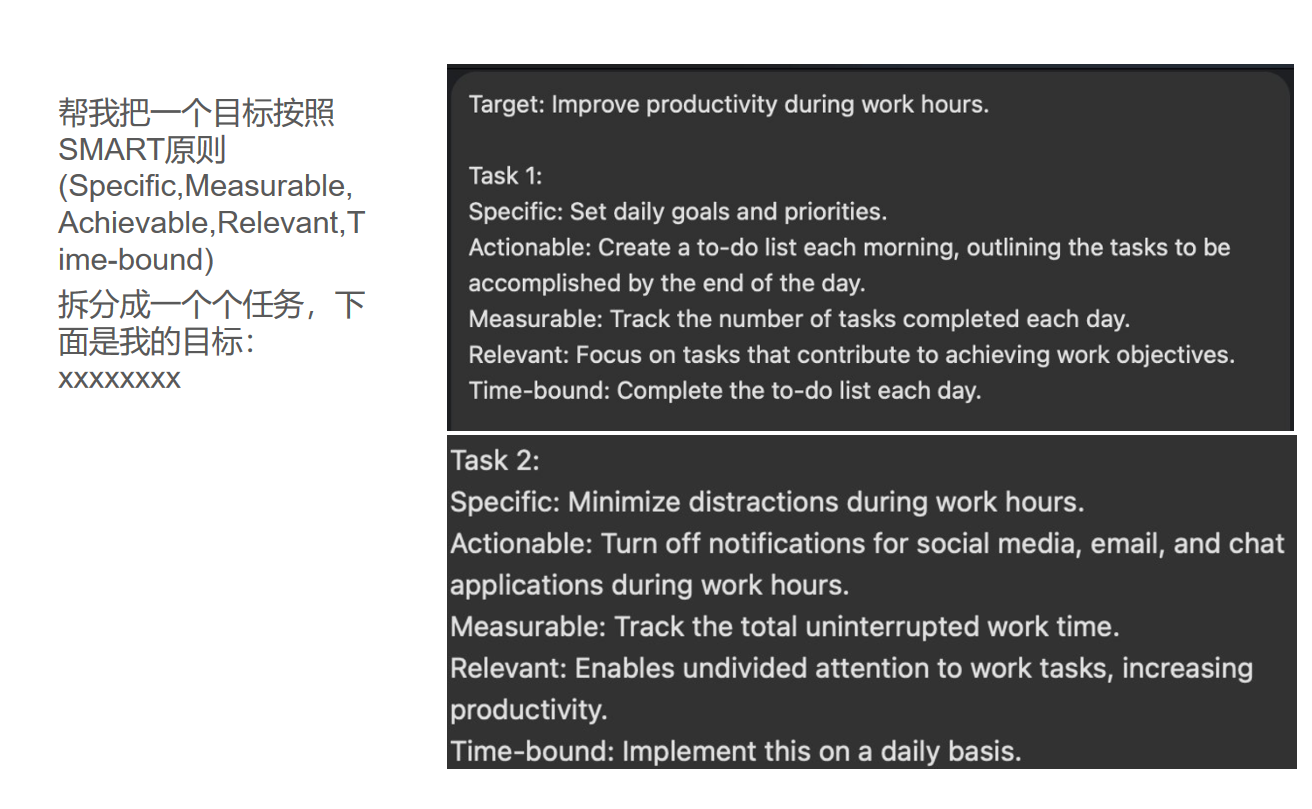 帮我把一个目标按照
SMART原则
(Specific,Measurable,
Achievable,Relevant,T
ime-bound)
拆分成一个个任务，下
面是我的目标：
xxxxxxxx
Target: Improve productivity during work hours.
Task 1:
Specific: Set daily goals and priorities.
Actionable: Create a to-do list each morning, outlining the tasks to be
accomplished by the end of the day.
Measurable: Track the number of tasks completed each day.
Relevant: Focus on tasks that contribute to achieving work objectives.
Time-bound: Complete the to-do list each day.
Task 2:
Specific: Minimize distractions during work hours.
Actionable: Turn off notifications for social media, email, and chat
applications during work hours.
Measurable: Track the total uninterrupted work time.
Relevant: Enables undivided attention to work tasks, increasing
productivity.
Time-bound: Implement this on a daily basis.